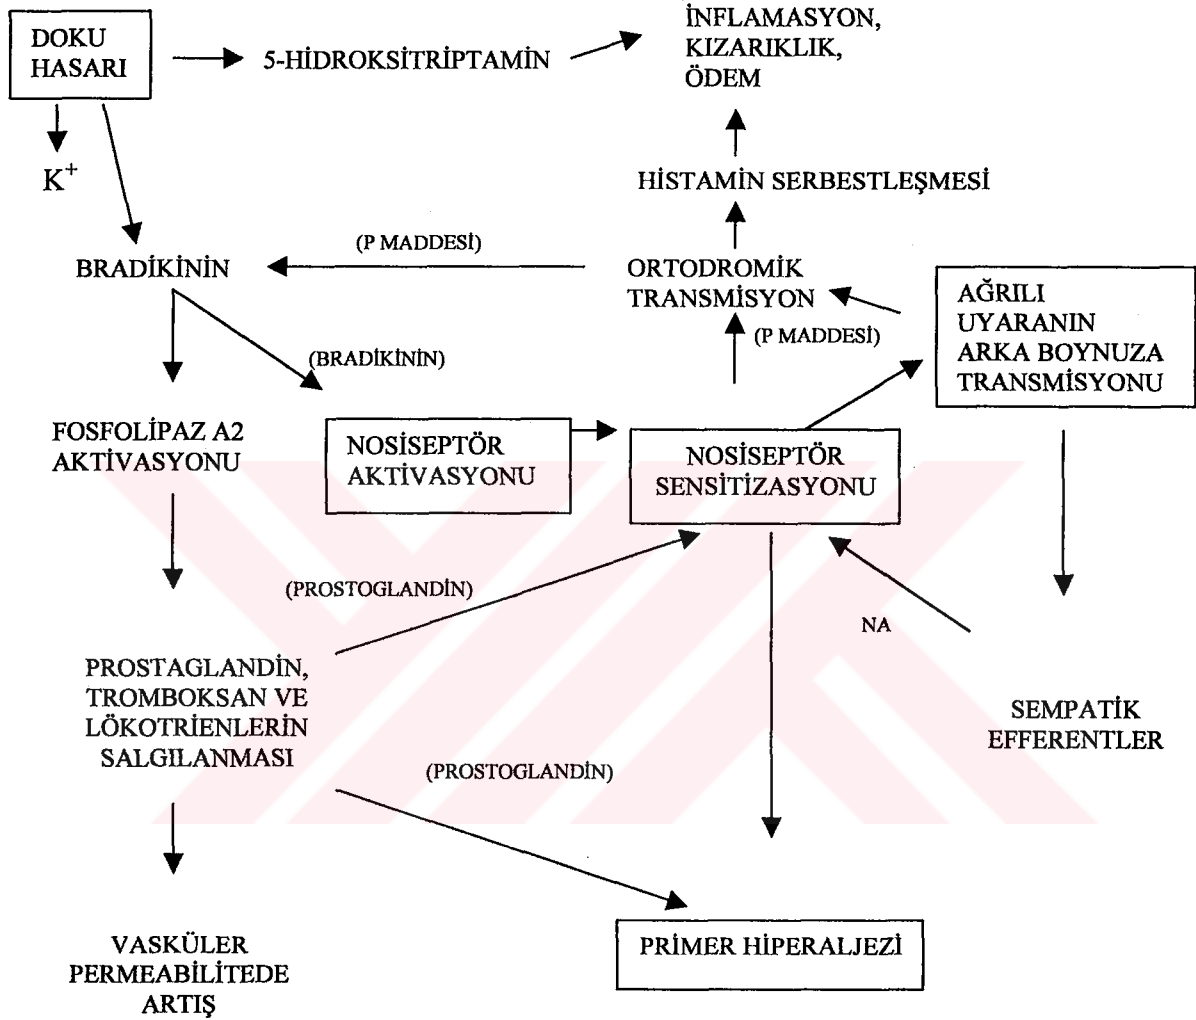 DOKU
HASARI
5-HİDROKSİTRİPTAMİN
İNFLAMASYON,
KIZARIKLIK,
ÖDEM
K+
HİSTAMİN SERBESTLEŞMESİ
BRADİKİNİN
(P MADDESİ)
ORTODROMİK
TRANSMİSYON
(P MADDESİ)
AĞRILI
UYARANIN
ARKA BOYNUZA
TRANSMİSYONU
(BRADİKİNİN)
FOSFOLİPAZ A2
AKTİVASYONU
NOSİSEPTÖR
AKTİVASYONU
NOSİSEPTÖR
SENSİTİZASYONU
(PROSTOGLANDİN)
NA
PROSTAGLANDİN,
TROMBOKSAN VE
LÖKOTRİENLERİN
SALGILANMASI
SEMPATİK
EFFERENTLER
(PROSTOGLANDİN)
VASKÜLER
PERMEABİLİTEDE
ARTIŞ
PRİMER HİPERALJEZİ